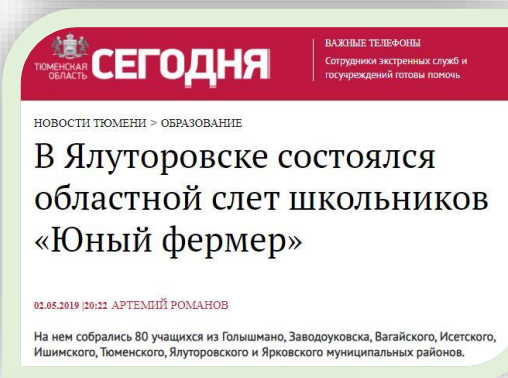 ТЮМЕНСКАЯ
ОБЛАСТЬ
СЕГОДНЯ
ВАЖНЫЕ ТЕЛЕФОНЫ
Сотрудники экстренных служб и
госучреждений готовы помочь
НОВОСТИ ТЮМЕНИ > ОБРАЗОВАНИЕ
В Ялуторовске состоялся
областной слет школьников
«Юный фермер»
02.05.2019 |20:22 АРТЕМИЙ РОМАНОВ
На нем собрались 80 учащихся из Голышмано, Заводоуковска, Вагайского, Исетского,
Ишимского, Тюменского, Ялуторовского и Ярковского муниципальных районов.